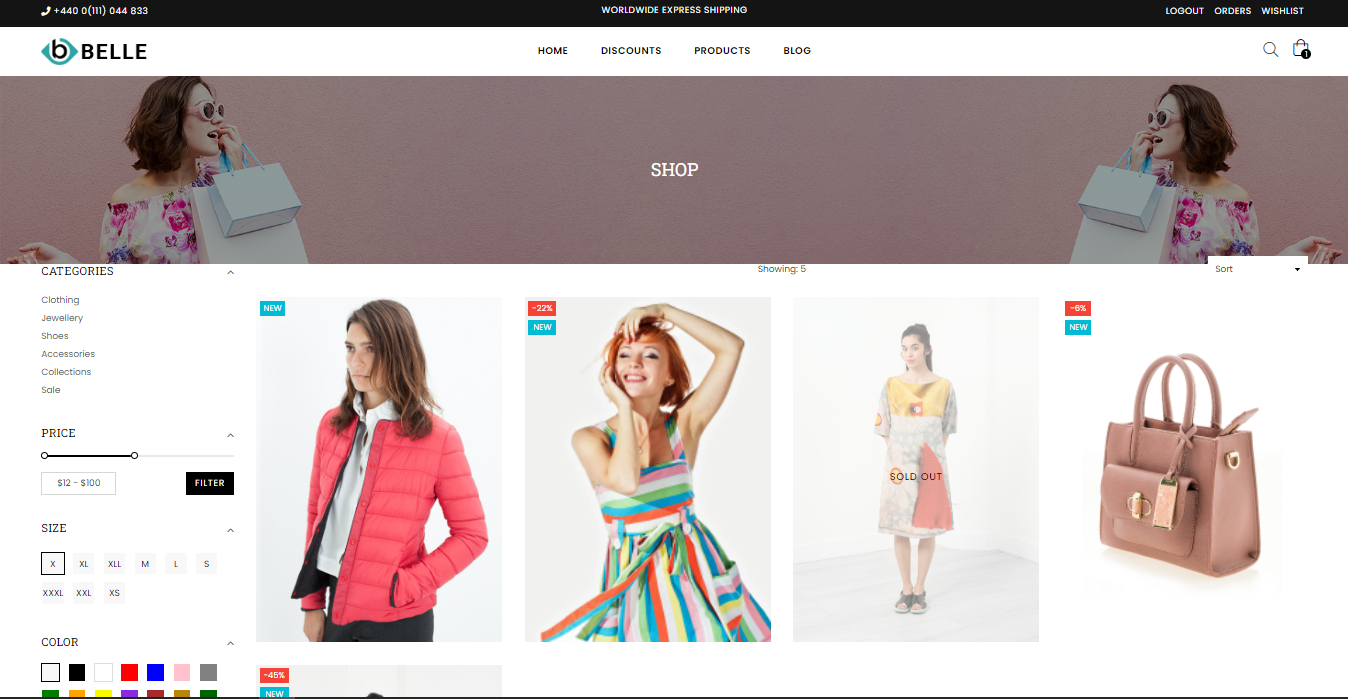 +440 0(111) 044 833
WORLDWIDE EXPRESS SHIPPING
LOGOUT ORDERS WISHLIST
b BELLE
HOME DISCOUNTS PRODUCTS BLOG
1
SHOP
CATEGORIES
Showing: 5
Sort
Clothing
Jewellery
Shoes
Accessories
Collections
Sale
PRICE
$12 - $100
FILTER
SIZE
X XL XLL M L S
XXXL XXL XS
COLOR
NEW
-22%
NEW
SOLD OUT
-6%
NEW
-45%
NEW